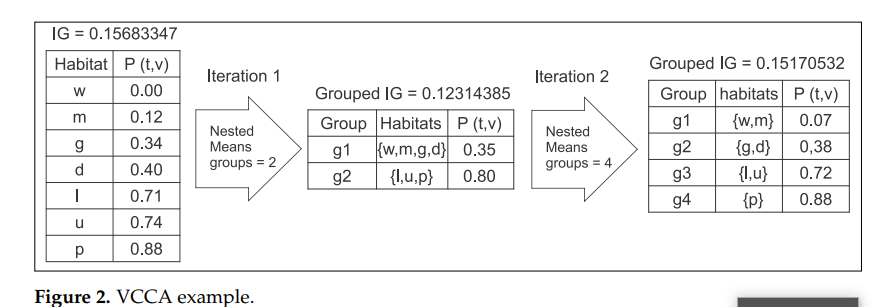 IG = 0.15683347
Habitat P (t,v)
w 0.00
m 0.12
g 0.34
d 0.40
l 0.71
u 0.74
p 0.88
Iteration 1
Nested
Means
groups = 2
Grouped IG = 0.12314385
Group Habitats P (t,v)
g1 {w,m,g,d} 0.35
g2 {l,u,p} 0.80
Iteration 2
Nested
Means
groups = 4
Grouped IG = 0.15170532
Group habitats P (t,v)
g1 {w,m} 0.07
g2 {g,d} 0,38
g3 {l,u} 0.72
g4 {p} 0.88
Figure 2. VCCA example.